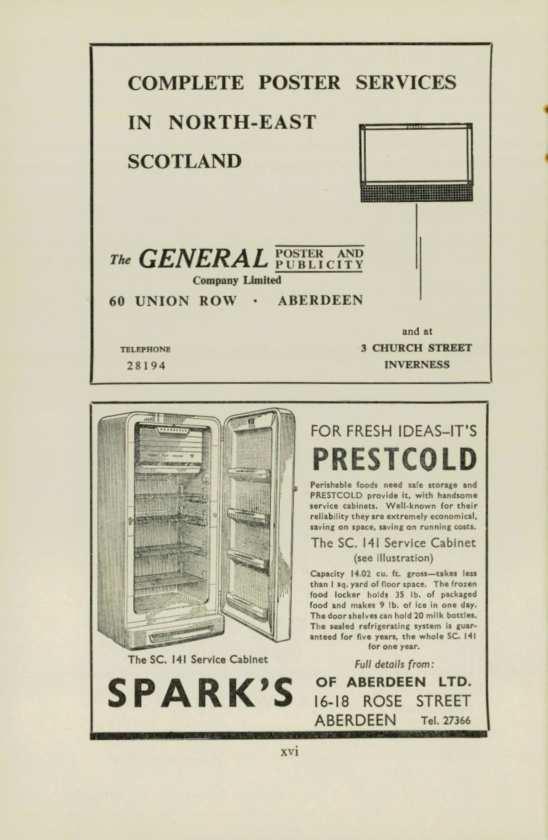 COMPLETE POSTER SERVICES
IN NORTH-EAST
SCOTLAND
The GENERAL POSTER AND PUBLICITY
Company Limited
60 UNION ROW · ABERDEEN
and at
TELEPHONE
28194
3 CHURCH STREET
INVERNESS
FOR FRESH IDEAS–IT'S
PRESTCOLD
Perishable foods need safe storage and
PRESTCOLD provide it, with handsome
service cabinets. Well-known for their
reliability they are extremely economical,
saving on space, saving on running costs.
The SC. 141 Service Cabinet
(see illustration)
Capacity 14.02 cu. ft. gross—takes less
than 1 sq. yard of floor space. The frozen
food locker holds 35 lb. of packaged
food and makes 9 lb. of ice in one day.
The door shelves can hold 20 milk bottles.
The sealed refrigerating system is guar-
anteed for five years, the whole SC. 141
for one year.
The SC. 141 Service Cabinet
Full details from:
SPARK'S
OF ABERDEEN LTD.
16-18 ROSE STREET
ABERDEEN Tel. 27366
xvi